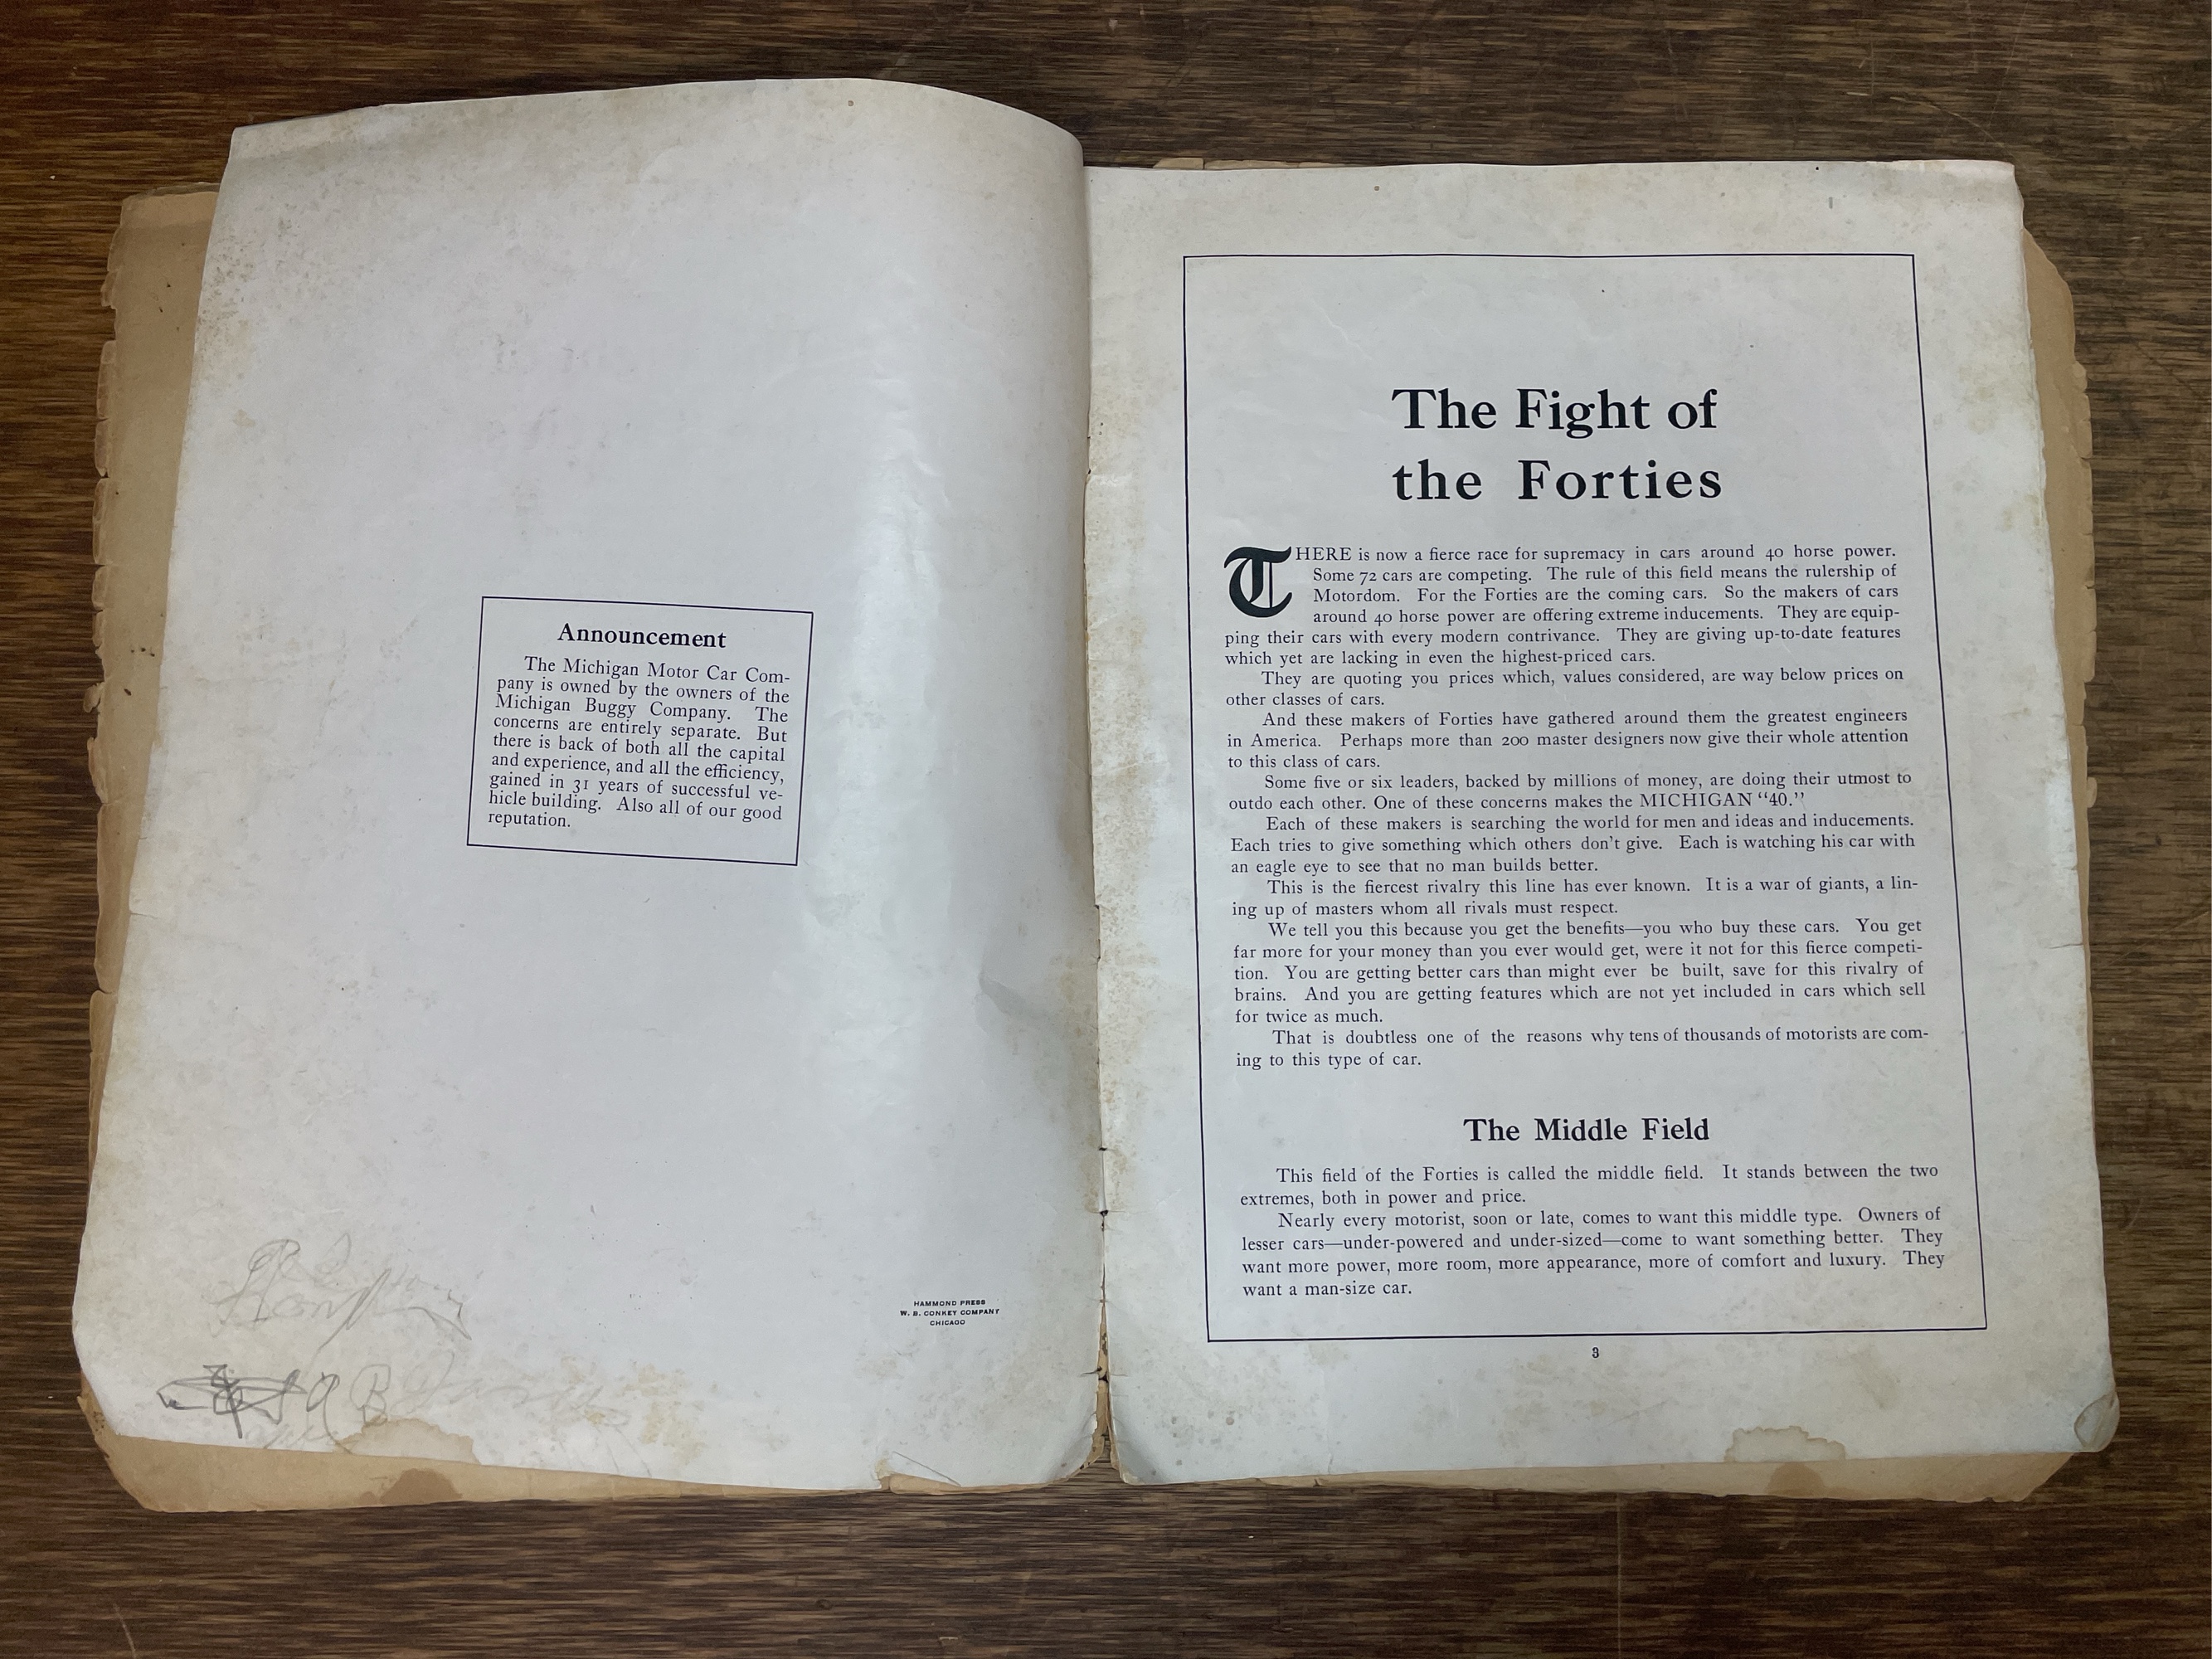 Announcement
The Michigan Motor Car Com-
pany is owned by the owners of the
Michigan Buggy Company. The
concerns are entirely separate. But
there is back of both all the capital
and experience, and all the efficiency,
gained in 31 years of successful ve-
hicle building. Also all of our good
reputation.
HAMMOND PRESS
W. B. CONKEY COMPANY
CHICAGO
The Fight of
the Forties
THERE is now a fierce race for supremacy in cars around 40 horse power.
Some 72 cars are competing. The rule of this field means the rulership of
Motordom. For the Forties are the coming cars. So the makers of cars
around 40 horse power are offering extreme inducements. They are equip-
ping their cars with every modern contrivance. They are giving up-to-date features
which yet are lacking in even the highest-priced cars.
They are quoting you prices which, values considered, are way below prices on
other classes of cars.
And these makers of Forties have gathered around them the greatest engineers
in America. Perhaps more than 200 master designers now give their whole attention
to this class of cars.
Some five or six leaders, backed by millions of money, are doing their utmost to
outdo each other. One of these concerns makes the MICHIGAN “40.”
Each of these makers is searching the world for men and ideas and inducements.
Each tries to give something which others don't give. Each is watching his car with
an eagle eye to see that no man builds better.
This is the fiercest rivalry this line has ever known. It is a war of giants, a lin-
ing up of masters whom all rivals must respect.
We tell you this because you get the benefits—you who buy these cars. You get
far more for your money than you ever would get, were it not for this fierce competi-
tion. You are getting better cars than might ever be built, save for this rivalry of
brains. And you are getting features which are not yet included in cars which sell
for twice as much.
That is doubtless one of the reasons why tens of thousands of motorists are com-
ing to this type of car.
The Middle Field
This field of the Forties is called the middle field. It stands between the two
extremes, both in power and price.
Nearly every motorist, soon or late, comes to want this middle type. Owners of
lesser cars—under-powered and under-sized—come to want something better. They
want more power, more room, more appearance, more of comfort and luxury. They
want a man-size car.
3